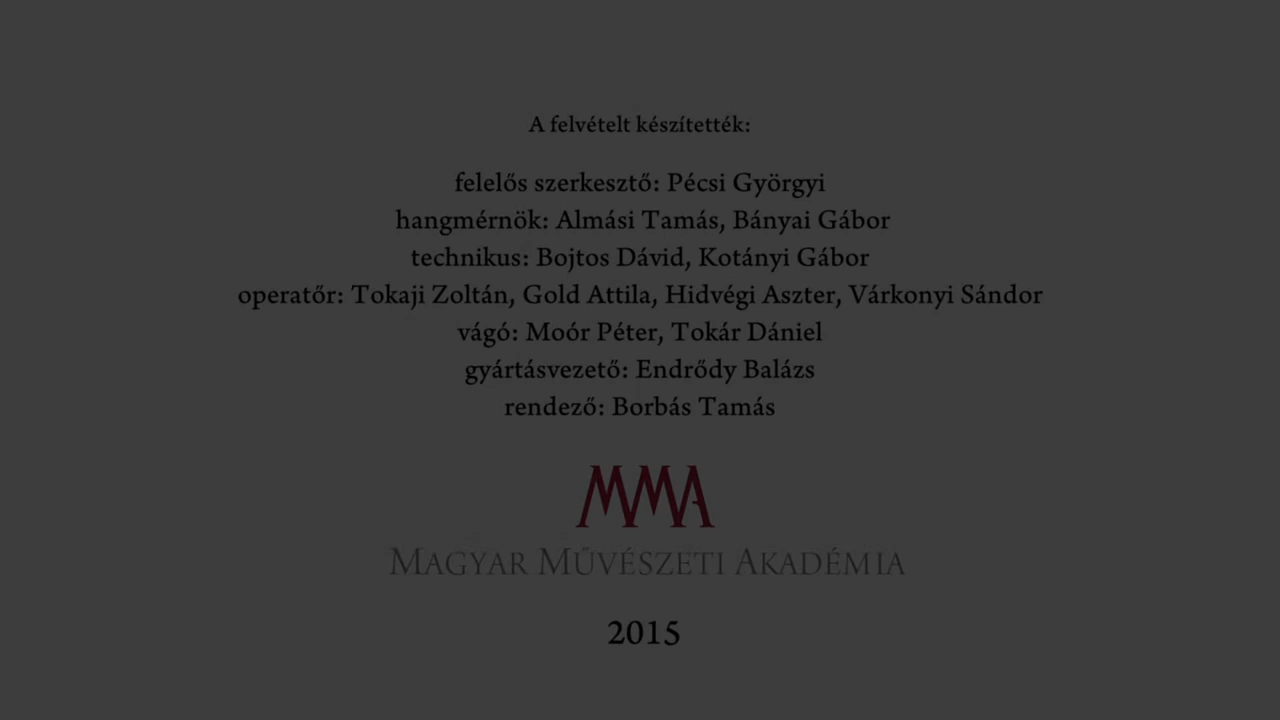 A felvételt készítették:
felelős szerkesztő: Pécsi Györgyi
hangmérnök: Almási Tamás, Bányai Gábor
technikus: Bojtos Dávid, Kotányi Gábor
operatőr: Tokaji Zoltán, Gold Attila, Hidvégi Aszter, Várkonyi Sándor
vágó: Moór Péter, Tokár Dániel
gyártásvezető: Endrődy Balázs
rendező: Borbás Tamás
MMA
MAGYAR MŰVÉSZETI AKADÉMIA
2015